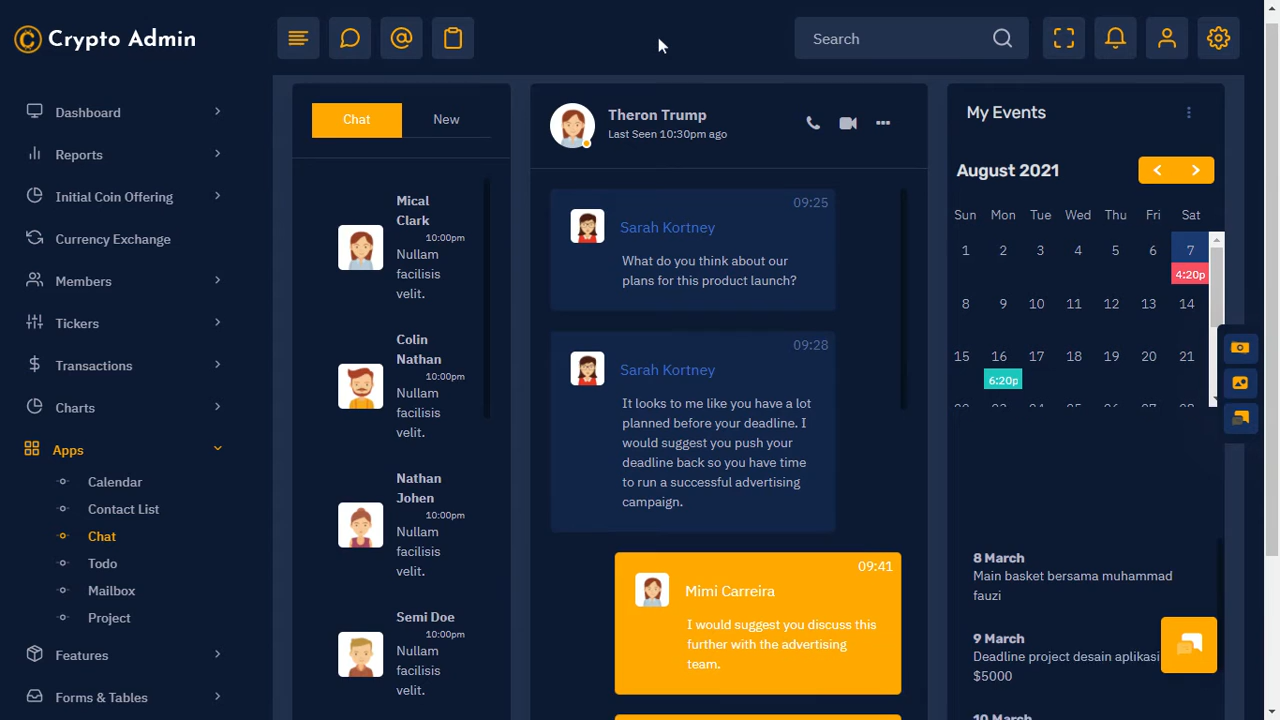 Crypto Admin
Search
Dashboard
Reports
Initial Coin Offering
Currency Exchange
Members
Tickers
Transactions
Charts
Apps
Calendar
Contact List
Chat
Todo
Mailbox
Project
Features
Forms & Tables
Chat New
Mical
Clark
10:00pm
Nullam
facilisis
velit.
Colin
Nathan
10:00pm
Nullam
facilisis
velit.
Nathan
Johen
10:00pm
Nullam
facilisis
velit.
Semi Doe
10:00pm
Nullam
facilisis
velit.
Theron Trump
Last Seen 10:30pm ago
09:25
Sarah Kortney
What do you think about our
plans for this product launch?
09:28
Sarah Kortney
It looks to me like you have a lot
planned before your deadline. I
would suggest you push your
deadline back so you have time
to run a successful advertising
campaign.
09:41
Mimi Carreira
I would suggest you discuss this
further with the advertising
team.
My Events
August 2021
Sun Mon Tue Wed Thu Fri Sat
1 2 3 4 5 6 7
4:20p
8 9 10 11 12 13 14
15 16 17 18 19 20 21
6:20p
8 March
Main basket bersama muhammad
fauzi
9 March
Deadline project desain aplikasi
$5000
10 March